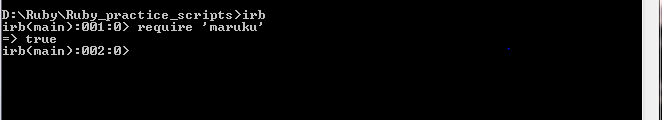 D:\Ruby\Ruby_practice_scripts>irb
irb(main):001:0> require 'maruku'
=> true
irb(main):002:0>